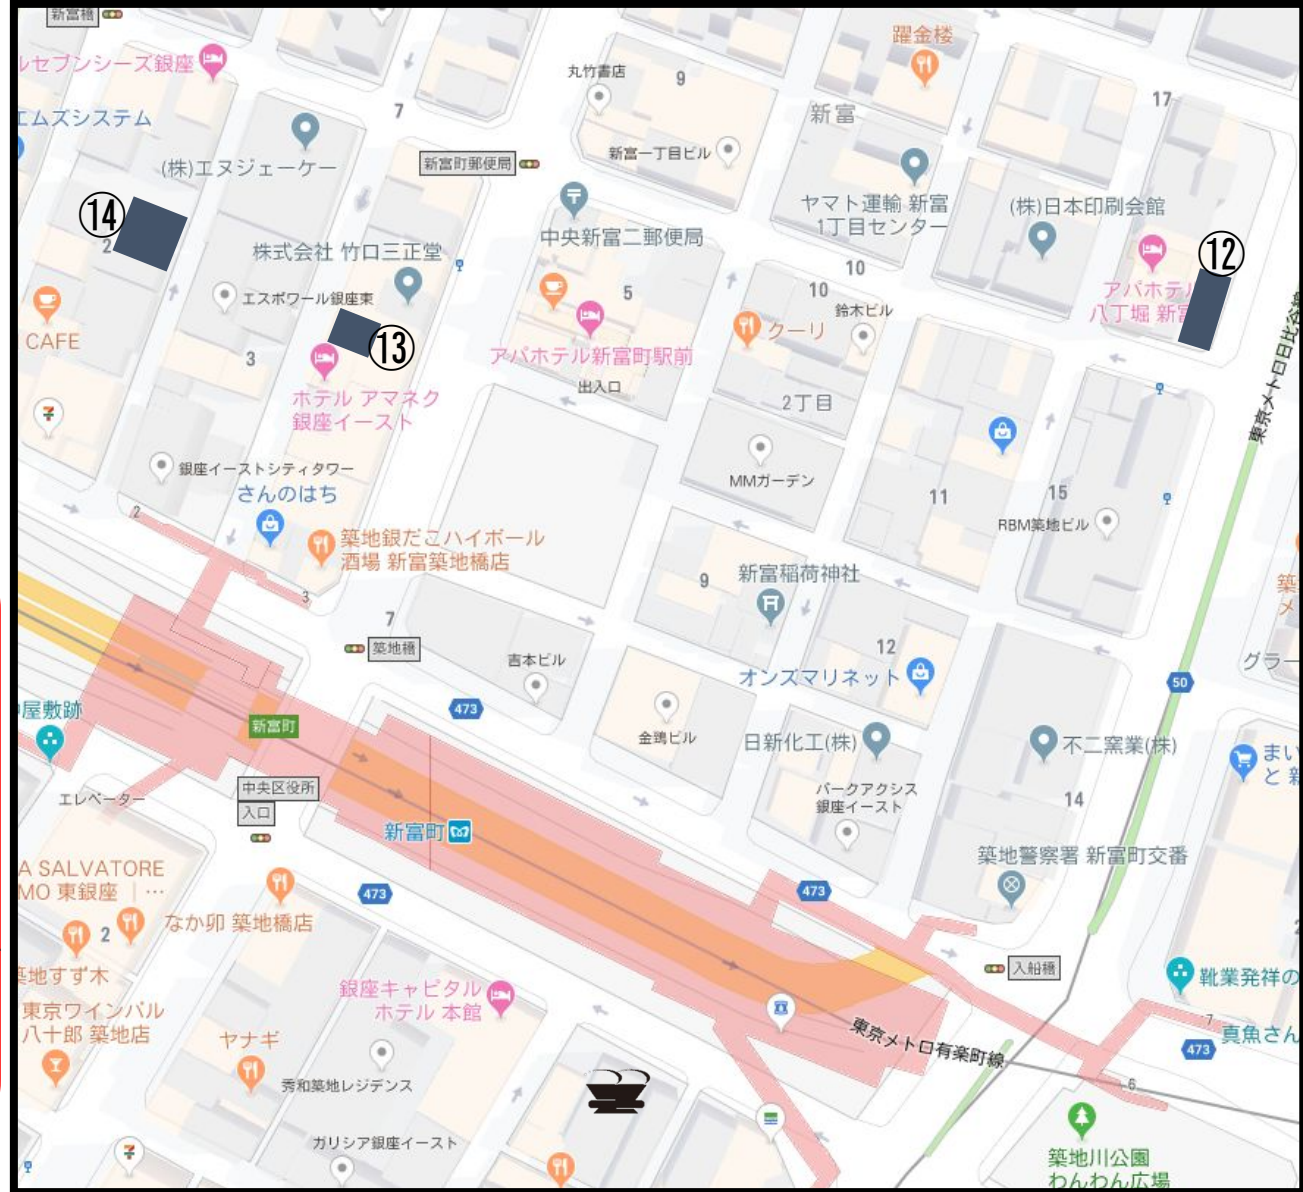 新富橋
ルセブンシーズ銀座
エムズシステム
7
(株)エヌジェーケー
新富町郵便局
丸竹書店
9
新富一丁目ビル
躍金楼
新富
17
ヤマト運輸 新富
1丁目センター
(株)日本印刷会館
⑭
2
株式会社 竹口三正堂
エスポワール銀座東
中央新富二郵便局
5
10
10
鈴木ビル
クーリ
⑫
アパホテル
八丁堀 新富
CAFE
3
⑬
ホテル アマネク
銀座イースト
アパホテル新富町駅前
出入口
2丁目
東京メトロ日比谷線
銀座イーストシティタワー
さんのはち
2
築地銀だこハイボール
酒場 新富築地橋店
3
MMガーデン
11
15
RBM築地ビル
9
新富稲荷神社
7
築地橋
吉本ビル
12
オンズマリネット
築
メ
グラー
50
屋敷跡
新富町
473
金鵄ビル
日新化工(株)
不二窯業(株)
まい
と 新
エレベーター
中央区役所
入口
新富町
パークアクシス
銀座イースト
14
築地警察署 新富町交番
A SALVATORE
MO 東銀座 | …
2
473
なか卯 築地橋店
473
築地すず木
東京ワインバル
八十郎 築地店
ヤナギ
銀座キャピタル
ホテル 本館
入船橋
靴業発祥の
7
473
真魚さん
東京メトロ有楽町線
秀和築地レジデンス
6
ガリシア銀座イースト
築地川公園
わんわん広場